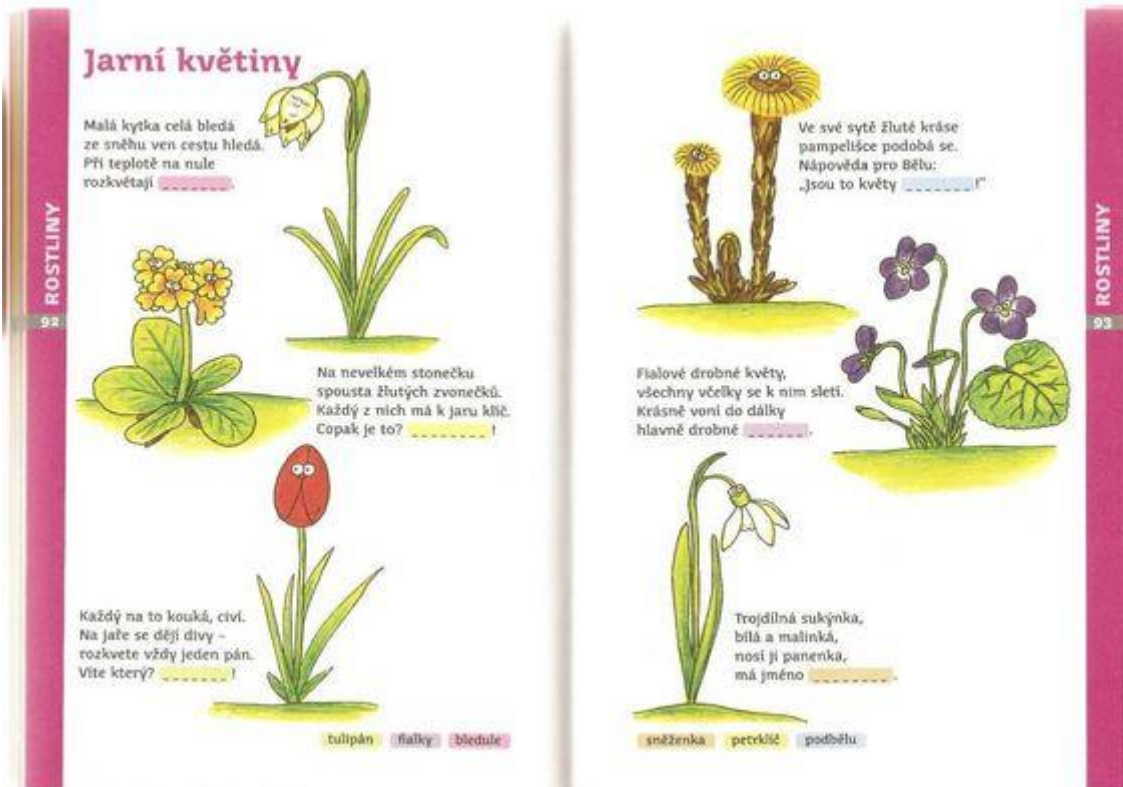 Jarní květiny
Malá kytka celá bledá
ze sněhu ven cestu hledá.
Při teplotě na nule
rozkvétají _ _ _ _ _ _ _ .
Na nevelkém stonečku
spousta žlutých zvonečků.
Každý z nich má k jaru klíč.
Copak je to? _ _ _ _ _ _ _ _ !
Každý na to kouká, civí.
Na jaře se dějí divy –
rozkvete vždy jeden pán.
Víte který? _ _ _ _ _ _ _ !
tulipán fialky bledule
ROSTLINY
92
Ve své sytě žluté kráse
pampelišce podobá se.
Nápověda pro Bělu:
„Jsou to květy _ _ _ _ _ _ _ !"
Fialové drobné květy,
všechny včelky se k nim sletí.
Krásně voní do dálky
hlavně drobné _ _ _ _ _ _ .
Trojdílná sukýnka,
bílá a malinká,
nosí ji panenka,
má jméno _ _ _ _ _ _ _ _ .
sněženka petrklíč podbělu
ROSTLINY
93